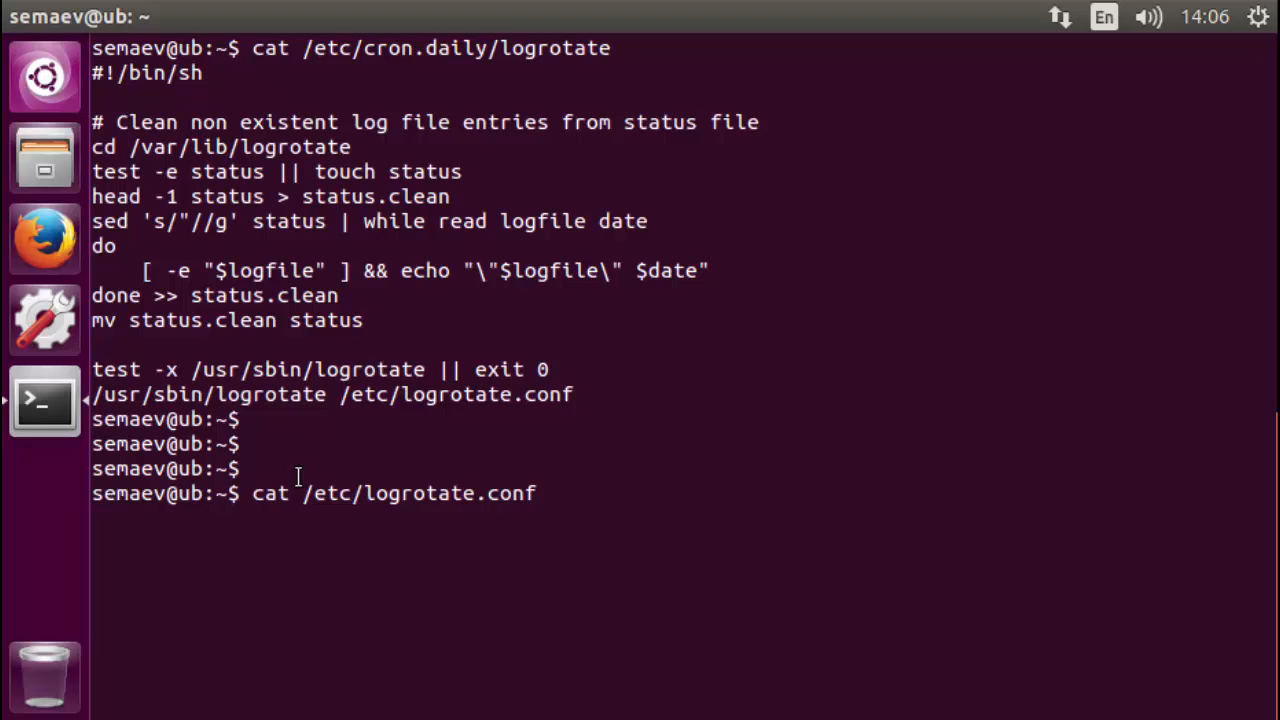 semaev@ub: ~
En
14:06
semaev@ub:~$ cat /etc/cron.daily/logrotate
#!/bin/sh
# Clean non existent log file entries from status file
cd /var/lib/logrotate
test -e status || touch status
head -1 status > status.clean
sed 's/"//g' status | while read logfile date
do
    [ -e "$logfile" ] && echo "\"$logfile\" $date"
done >> status.clean
mv status.clean status
test -x /usr/sbin/logrotate || exit 0
/usr/sbin/logrotate /etc/logrotate.conf
semaev@ub:~$
semaev@ub:~$
semaev@ub:~$
semaev@ub:~$ cat /etc/logrotate.conf